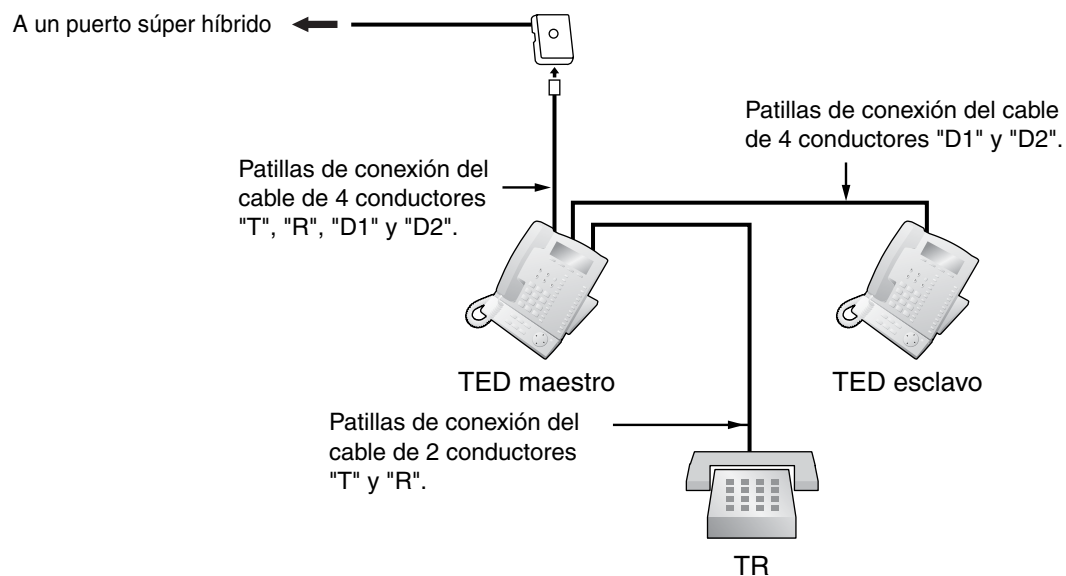 A un puerto súper híbrido
Patillas de conexión del cable
de 4 conductores "D1" y "D2".
Patillas de conexión del
cable de 4 conductores
"T", "R", "D1" y "D2".
TED maestro
TED esclavo
Patillas de conexión del
cable de 2 conductores
"T" y "R".
TR